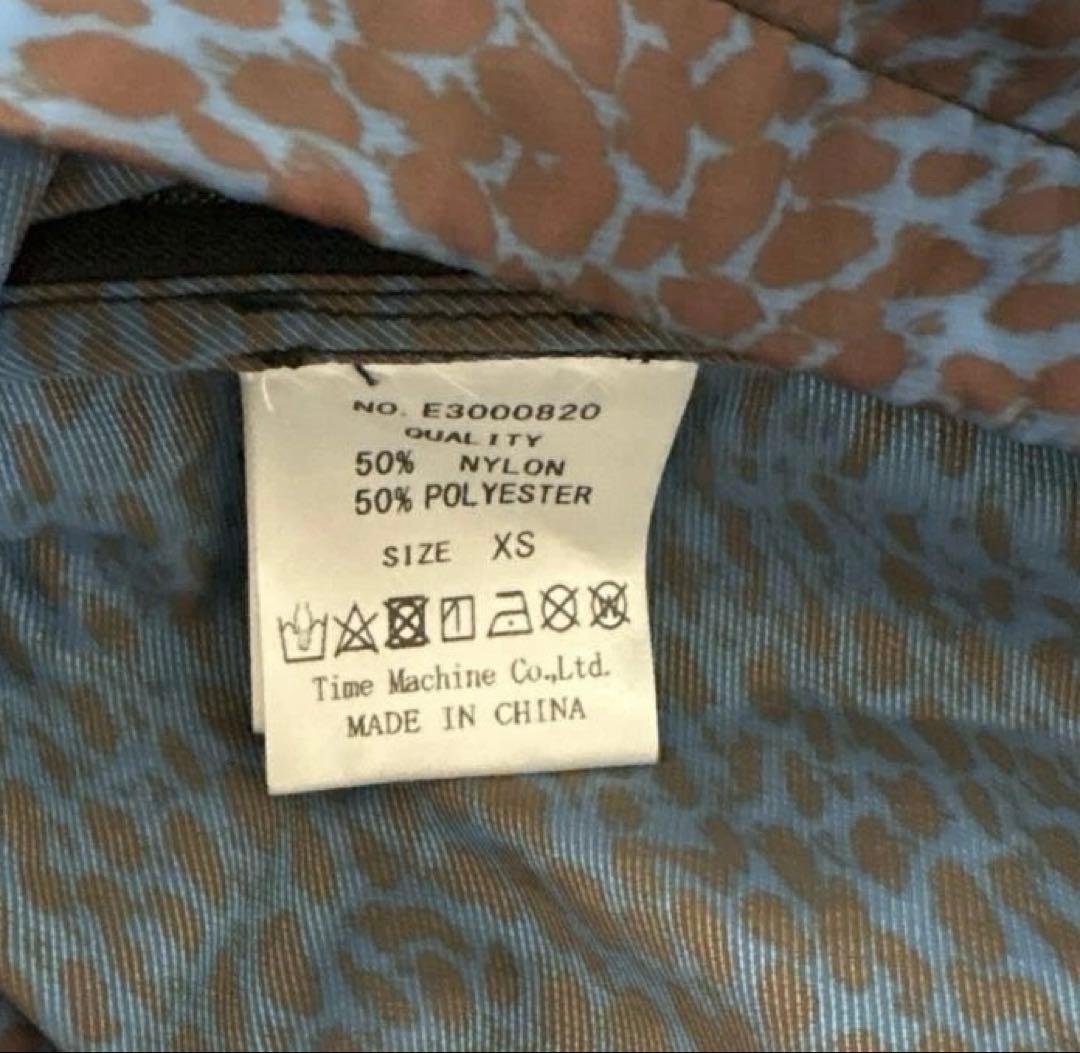 NO. E3000820
QUALITY
50% NYLON
50% POLYESTER
SIZE XS
Time Machine Co.,Ltd.
MADE IN CHINA